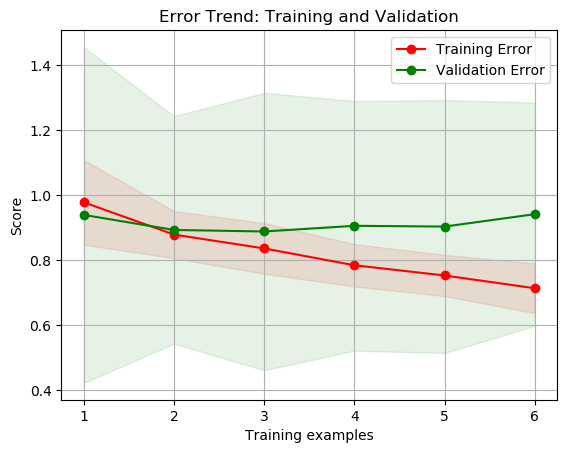 Error Trend: Training and Validation
Training Error
Validation Error
Score
1.4
1.2
1.0
0.8
0.6
0.4
1 2 3 4 5 6
Training examples